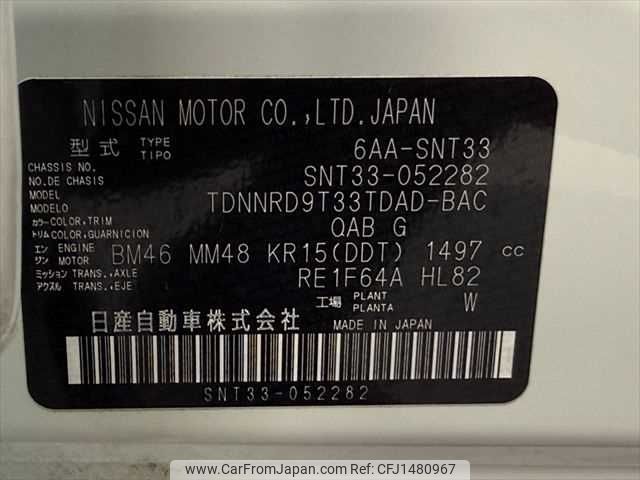 NISSAN MOTOR CO.,LTD.JAPAN
型式 TYPE TIPO 6AA-SNT33
CHASSIS NO. NO.DE CHASIS SNT33-052282
MODEL MODELO TDNNRD9T33TDAD-BAC
カラー COLOR,TRIM トリム COLOR,GUARNICION QAB G
エン ENGINE ジン MOTOR BM46 MM48 KR15(DDT) 1497 cc
ミッション TRANS.,AXLE アクスル TRANS.,EJE RE1F64A HL82
工場 PLANT PLANTA W
日産自動車株式会社 MADE IN JAPAN
SNT33-052282
www.CarFromJapan.com Photo ID: CFJ1480967